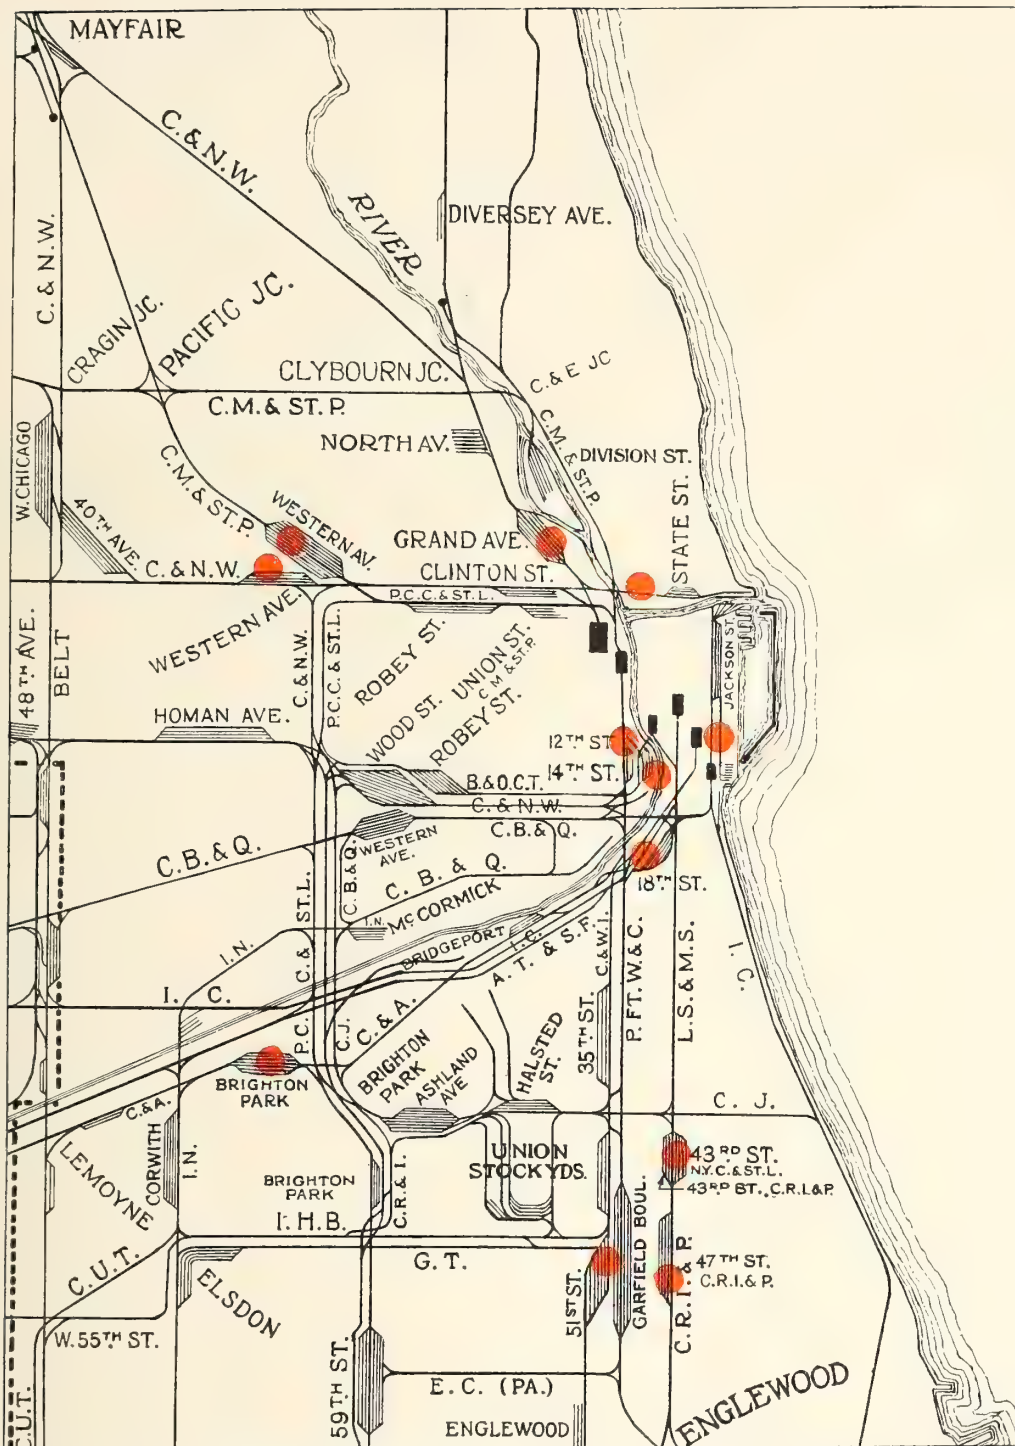 MAYFAIR
C. & N.W.
C. & N.W.
RIVER
DIVERSEY AVE.
CRAGIN JC.
PACIFIC JC.
CLYBOURN JC.
C. & E. JC
C.M. & ST. P.
C.M. & ST. P.
NORTH AV.
DIVISION ST.
W. CHICAGO
40TH AVE.
C.M. & ST. P.
WESTERN AV.
GRAND AVE.
STATE ST.
C. & N.W.
CLINTON ST.
P.C.C. & ST. L.
48TH AVE.
BELT
WESTERN AVE.
C. & N.W.
P.C.C. & ST. L.
ROBEY ST.
UNION ST.
C M & ST. P.
JACKSON ST.
HOMAN AVE.
WOOD ST.
ROBEY ST.
12TH ST.
14TH ST.
B. & O.C.T.
C. & N.W.
C.B. & Q.
WESTERN
AVE.
C.B. & Q.
C.B. & Q.
C. B. & Q.
18TH ST.
I.N.
McCORMICK
BRIDGEPORT
I.C.
A. T. & S. F.
P.C. C. & ST. L.
I.N.
I. C.
C. & W. I.
P. FT. W. & C.
L.S. & M.S.
I. C.
C.J.
C. & A.
35TH ST.
BRIGHTON
PARK
BRIGHTON
PARK
ASHLAND
AVE
HALSTED
ST.
C. & A.
C. J.
LEMOYNE
CORWITH
I.N.
BRIGHTON
PARK
C.R. & I.
UNION
STOCK YDS.
43RD ST.
N.Y. C. & ST. L.
43RD ST., C.R.I. & P.
I. H. B.
GARFIELD BOUL.
C.U.T.
G. T.
47TH ST.
C.R.I. & P.
C. R. I. & P.
ELSDON
51ST ST.
W. 55TH ST.
59TH ST.
C.U.T.
E. C. (PA.)
ENGLEWOOD
ENGLEWOOD